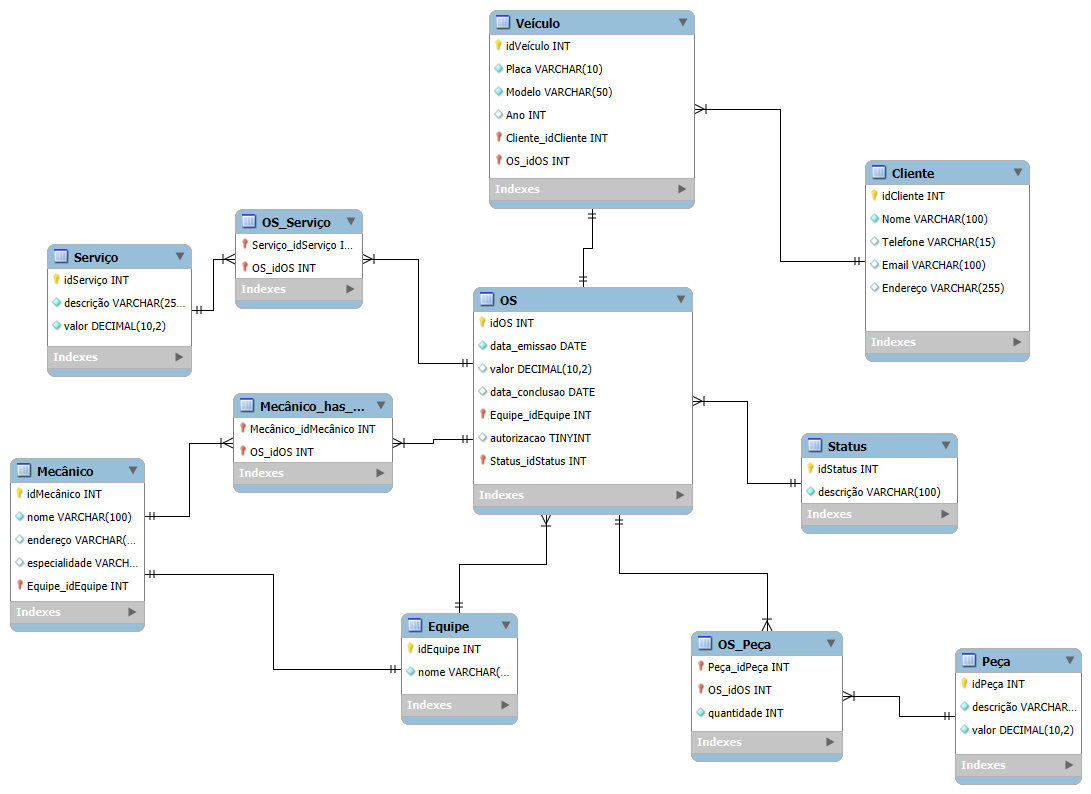 Veículo
idVeículo INT
Placa VARCHAR(10)
Modelo VARCHAR(50)
Ano INT
Cliente_idCliente INT
OS_idOS INT
Indexes
Cliente
idCliente INT
Nome VARCHAR(100)
Telefone VARCHAR(15)
Email VARCHAR(100)
Endereço VARCHAR(255)
Indexes
OS_Serviço
Serviço_idServiço I...
OS_idOS INT
Indexes
Serviço
idServiço INT
descrição VARCHAR(25...
valor DECIMAL(10,2)
Indexes
OS
idOS INT
data_emissao DATE
valor DECIMAL(10,2)
data_conclusao DATE
Equipe_idEquipe INT
autorizacao TINYINT
Status_idStatus INT
Indexes
Mecânico_has_...
Mecânico_idMecânico INT
OS_idOS INT
Indexes
Status
idStatus INT
descrição VARCHAR(100)
Indexes
Mecânico
idMecânico INT
nome VARCHAR(100)
endereço VARCHAR(...
especialidade VARCH...
Equipe_idEquipe INT
Indexes
Equipe
idEquipe INT
nome VARCHAR(...
Indexes
OS_Peça
Peça_idPeça INT
OS_idOS INT
quantidade INT
Indexes
Peça
idPeça INT
descrição VARCHAR...
valor DECIMAL(10,2)
Indexes